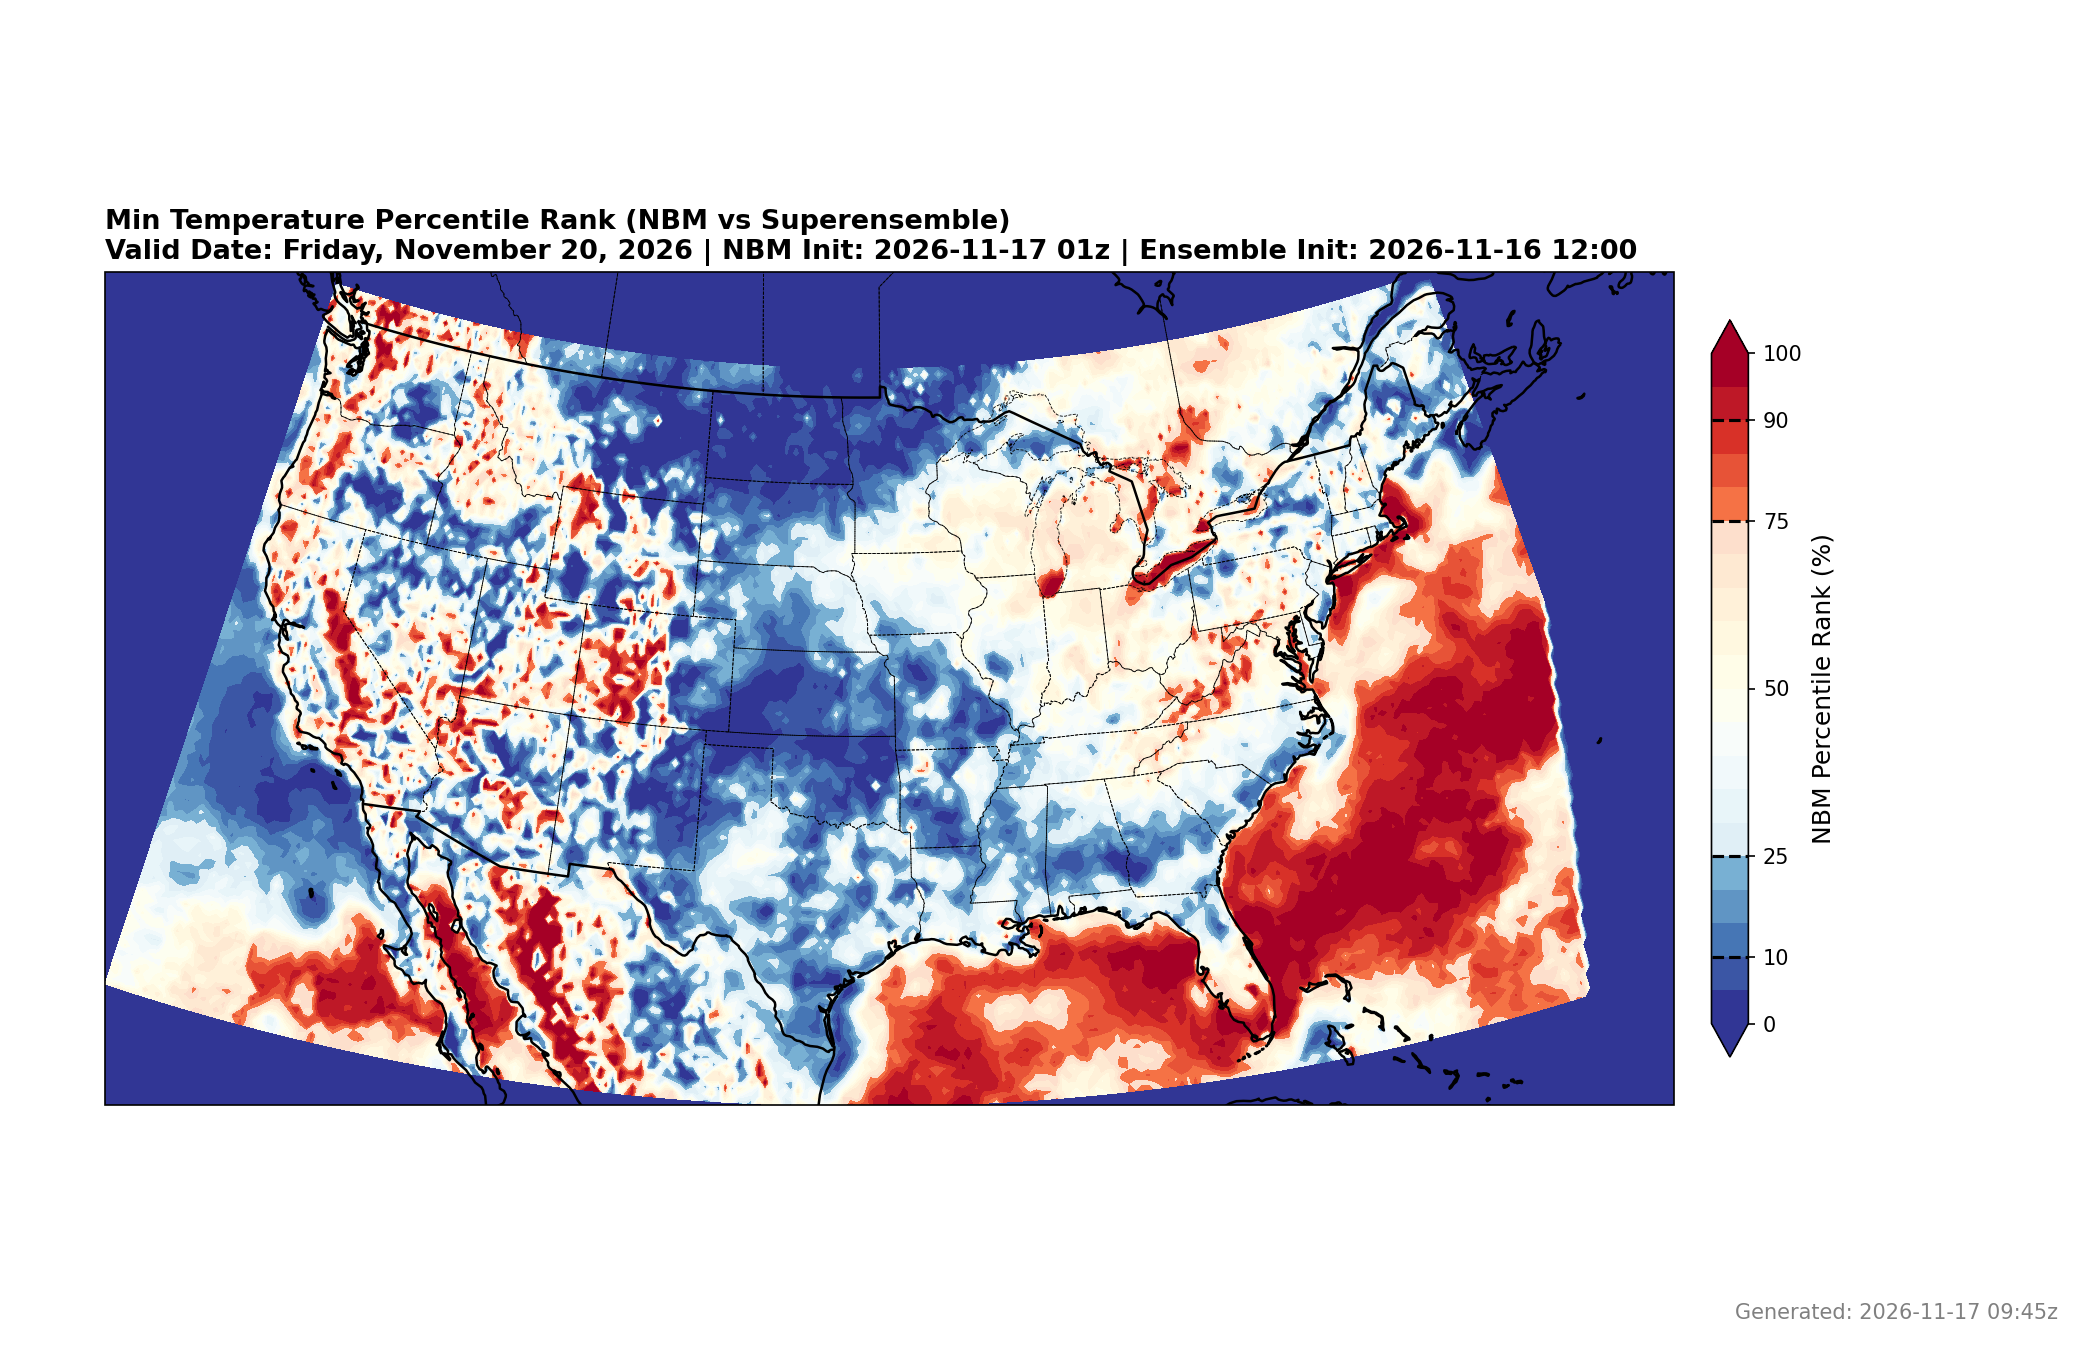 Min Temperature Percentile Rank (NBM vs Superensemble)
Valid Date: Friday, November 20, 2026 | NBM Init: 2026-11-17 01z | Ensemble Init: 2026-11-16 12:00
100
90
75
50
25
10
0
NBM Percentile Rank (%)
Generated: 2026-11-17 09:45z